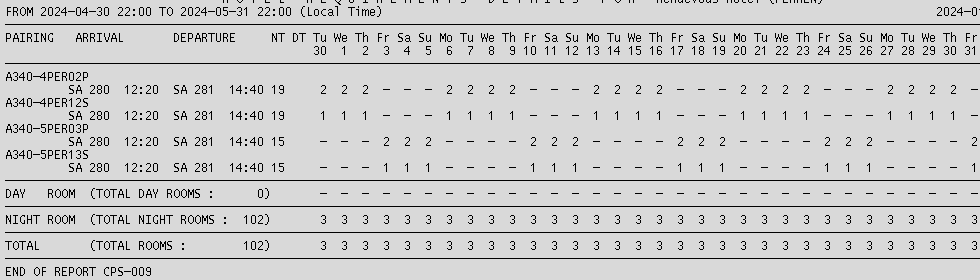 Rendevous Hotel
FROM 2024-04-30 22:00 TO 2024-05-31 22:00 (Local Time) 2024-0
PAIRING ARRIVAL DEPARTURE NT DT Tu We Th Fr Sa Su Mo Tu We Th Fr Sa Su Mo Tu We Th Fr Sa Su Mo Tu We Th Fr Sa Su Mo Tu We Th Fr
30 1 2 3 4 5 6 7 8 9 10 11 12 13 14 15 16 17 18 19 20 21 22 23 24 25 26 27 28 29 30 31
A340-4PER02P
SA 280 12:20 SA 281 14:40 19 2 2 2 - - - 2 2 2 2 - - - 2 2 2 2 - - - 2 2 2 2 - - - 2 2 2 2 -
A340-4PER12S
SA 280 12:20 SA 281 14:40 19 1 1 1 - - - 1 1 1 1 - - - 1 1 1 1 - - - 1 1 1 1 - - - 1 1 1 1 -
A340-5PER03P
SA 280 12:20 SA 281 14:40 15 - - - 2 2 2 - - - - 2 2 2 - - - - 2 2 2 - - - - 2 2 2 - - - - 2
A340-5PER13S
SA 280 12:20 SA 281 14:40 15 - - - 1 1 1 - - - - 1 1 1 - - - - 1 1 1 - - - - 1 1 1 - - - - 1
DAY ROOM (TOTAL DAY ROOMS : 0) - - - - - - - - - - - - - - - - - - - - - - - - - - - - - - - -
NIGHT ROOM (TOTAL NIGHT ROOMS : 102) 3 3 3 3 3 3 3 3 3 3 3 3 3 3 3 3 3 3 3 3 3 3 3 3 3 3 3 3 3 3 3 3
TOTAL (TOTAL ROOMS : 102) 3 3 3 3 3 3 3 3 3 3 3 3 3 3 3 3 3 3 3 3 3 3 3 3 3 3 3 3 3 3 3 3
END OF REPORT CPS-009